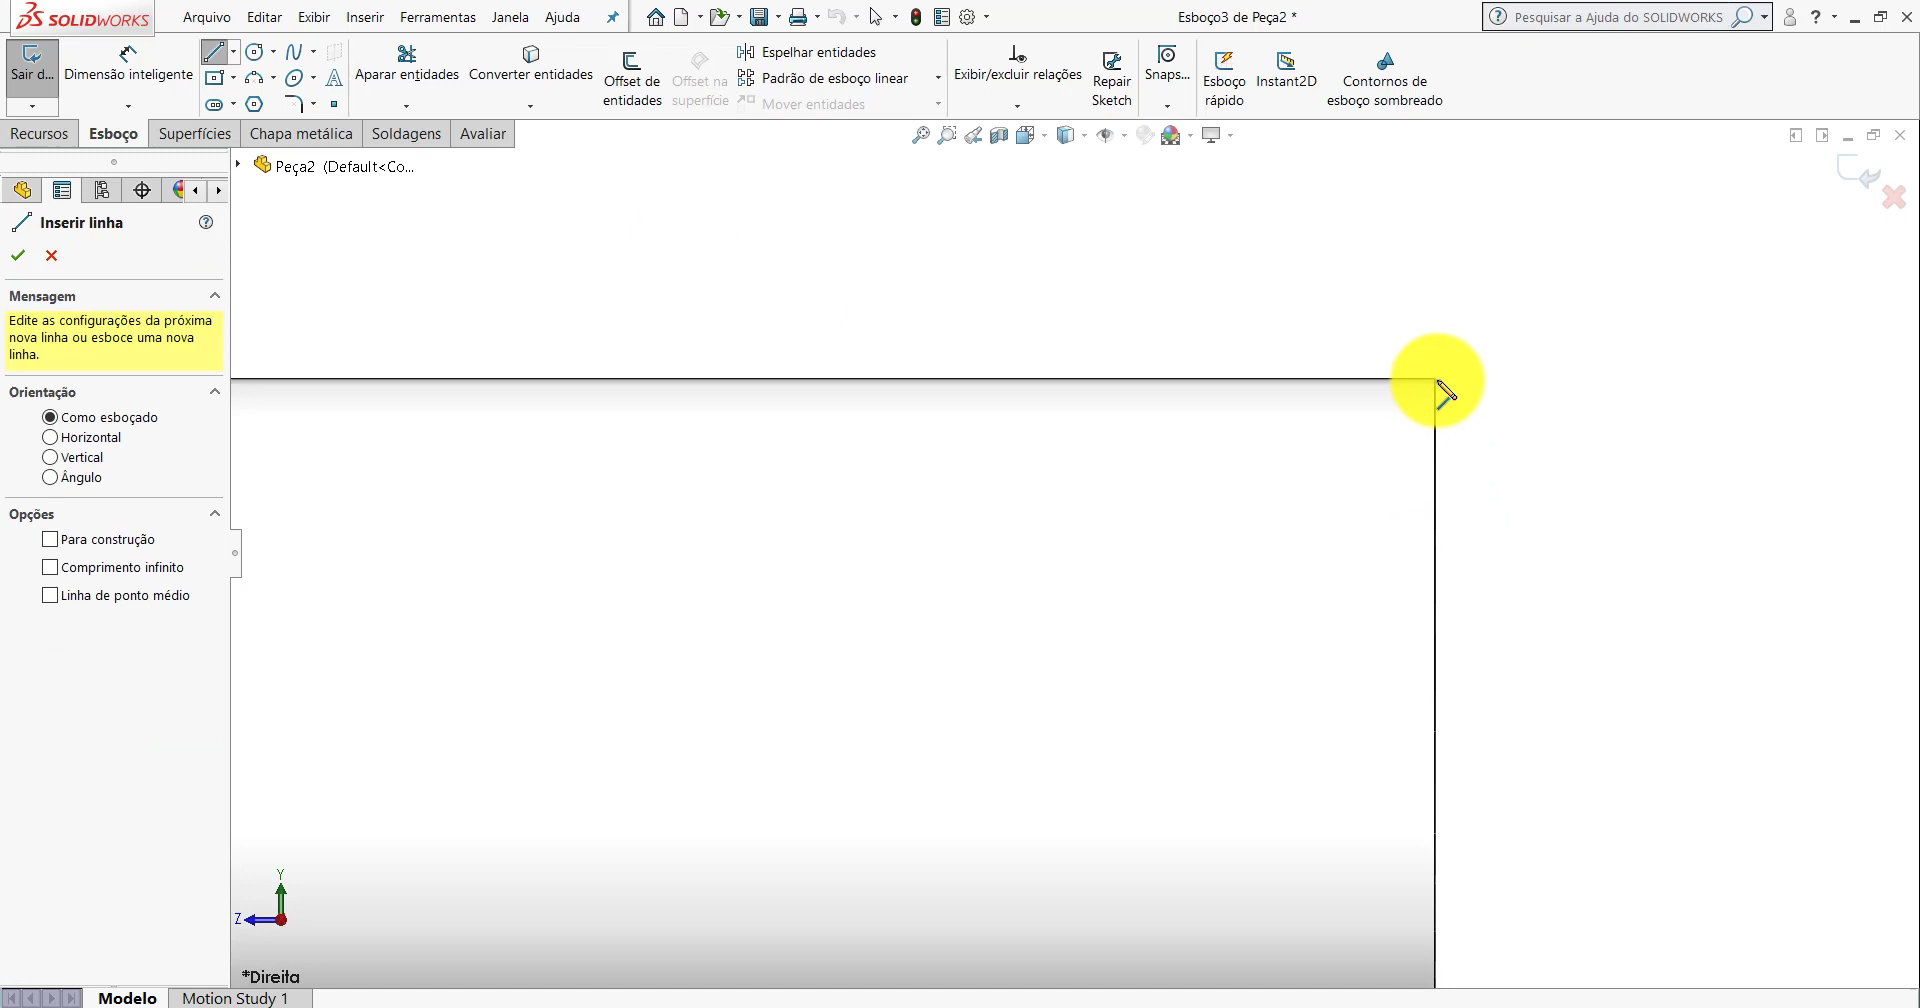 SOLIDWORKS
Arquivo Editar Exibir Inserir Ferramentas Janela Ajuda
Esboço3 de Peça2 *
Pesquisar a Ajuda do SOLIDWORKS
Sair d...
Dimensão inteligente
Aparar entidades
Converter entidades
Offset de entidades
Offset na superfície
Espelhar entidades
Padrão de esboço linear
Mover entidades
Exibir/excluir relações
Repair Sketch
Snaps...
Esboço rápido
Instant2D
Contornos de esboço sombreado
Recursos Esboço Superfícies Chapa metálica Soldagens Avaliar
Peça2 (Default<Co...
Inserir linha
Mensagem
Edite as configurações da próxima
nova linha ou esboce uma nova
linha.
Orientação
Como esboçado
Horizontal
Vertical
Ângulo
Opções
Para construção
Comprimento infinito
Linha de ponto médio
Y
Z
*Direita
Modelo Motion Study 1